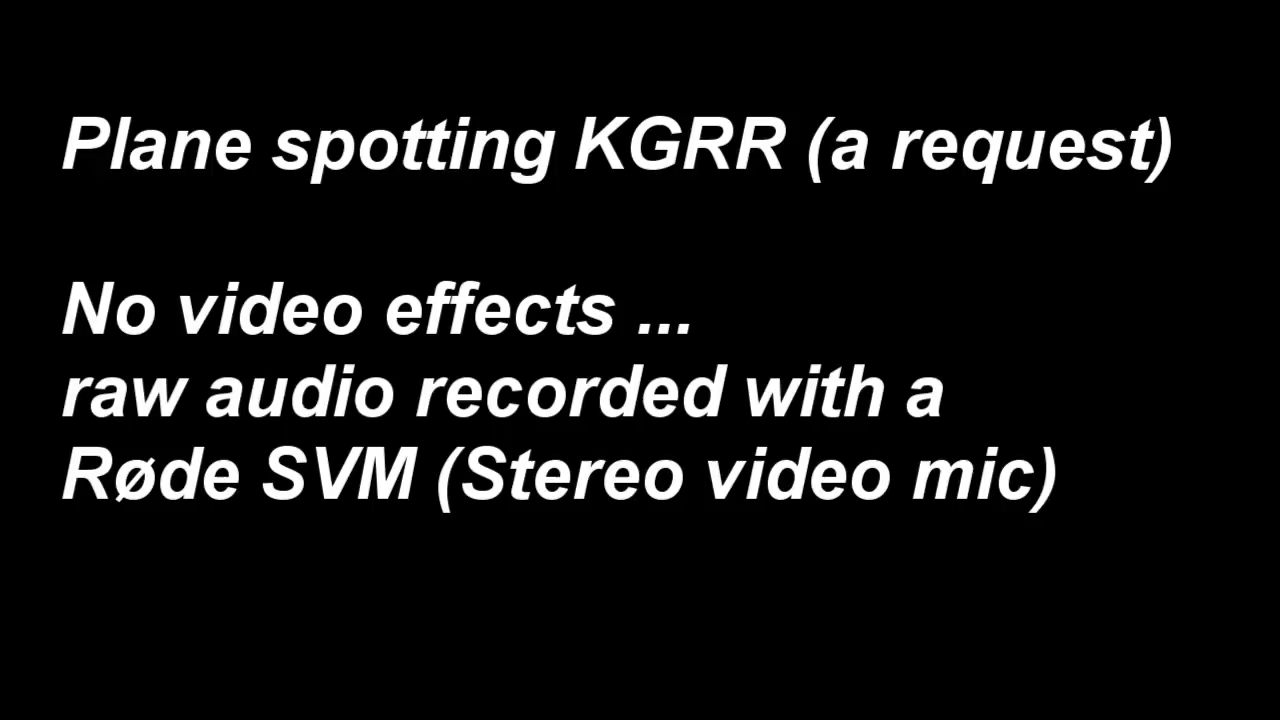 Plane spotting KGRR (a request)
No video effects ...
raw audio recorded with a
Røde SVM (Stereo video mic)